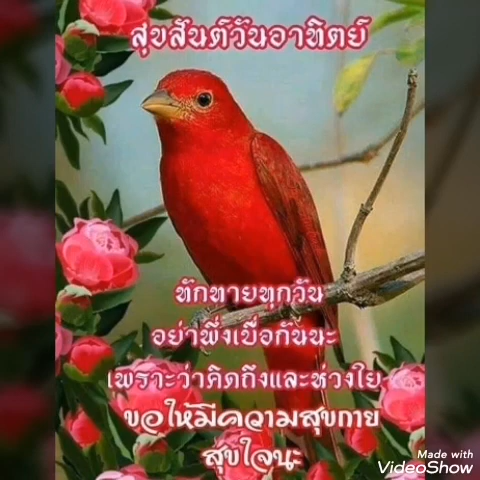 สุขสันต์วันอาทิตย์
ทักทายทุกวัน
อย่าพึ่งเบื่อกันนะ
เพราะว่าคิดถึงและห่วงใย
ขอให้มีความสุขกาย
สุขใจนะ
Made with
VideoShow